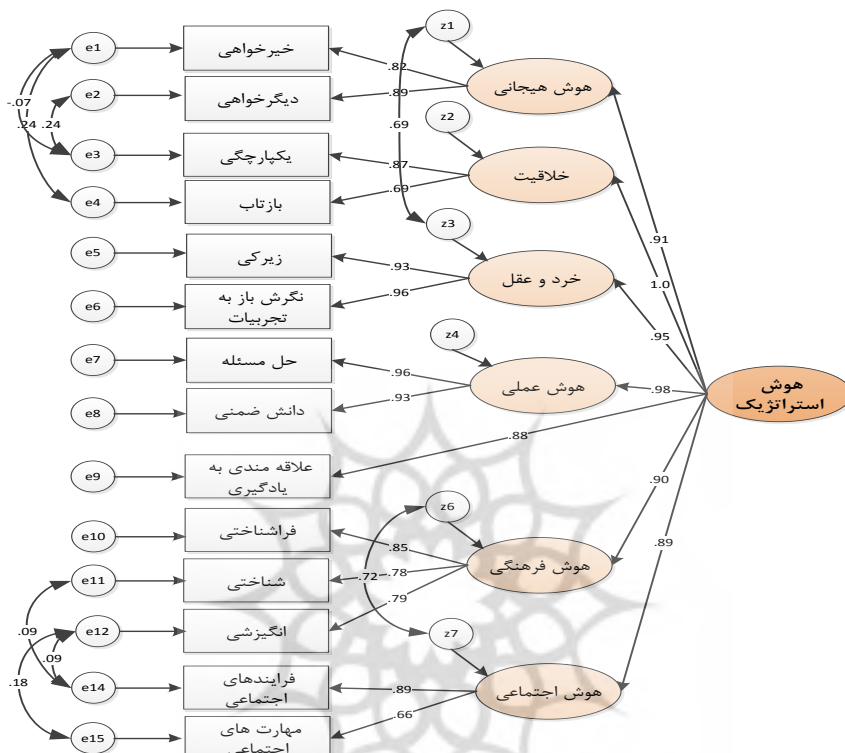 z1
e1
خیرخواهی
.82
هوش هیجانی
e2
دیگرخواهی
.89
-.07
.24
.24
.69
z2
e3
یکپارچگی
.87
خلاقیت
e4
بازتاب
.69
z3
.91
e5
زیرکی
.93
خرد و عقل
1.0
e6
نگرش باز به
تجربیات
.96
.95
z4
e7
حل مسئله
.96
هوش عملی
.98
هوش
استراتژیک
e8
دانش ضمنی
.93
.88
e9
علاقه مندی به
یادگیری
.90
z6
e10
فراشناختی
.85
هوش فرهنگی
.89
e11
شناختی
.78
.72
.79
e12
انگیزشی
z7
.09
.09
.18
e14
فرایندهای
اجتماعی
.89
هوش اجتماعی
.66
e15
مهارت های
اجتماعی